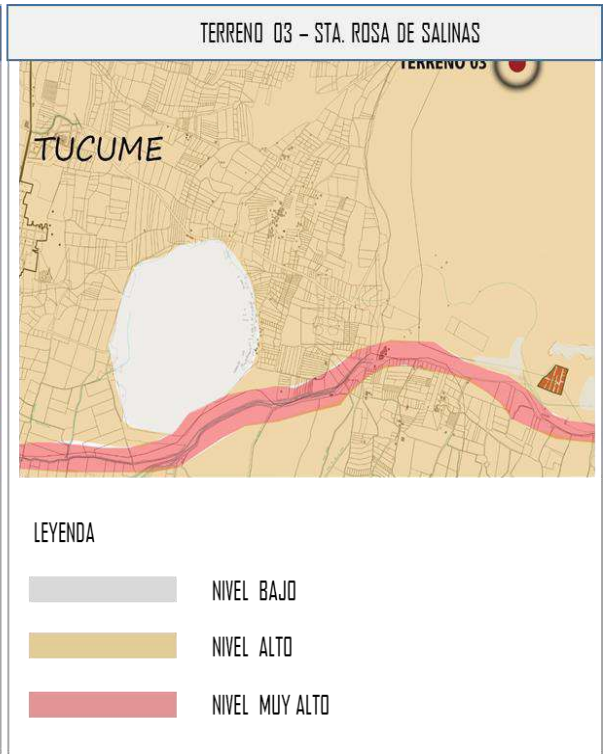 TERRENO 03 – STA. ROSA DE SALINAS
TERRENO 03
TUCUME
LEYENDA
NIVEL BAJO
NIVEL ALTO
NIVEL MUY ALTO